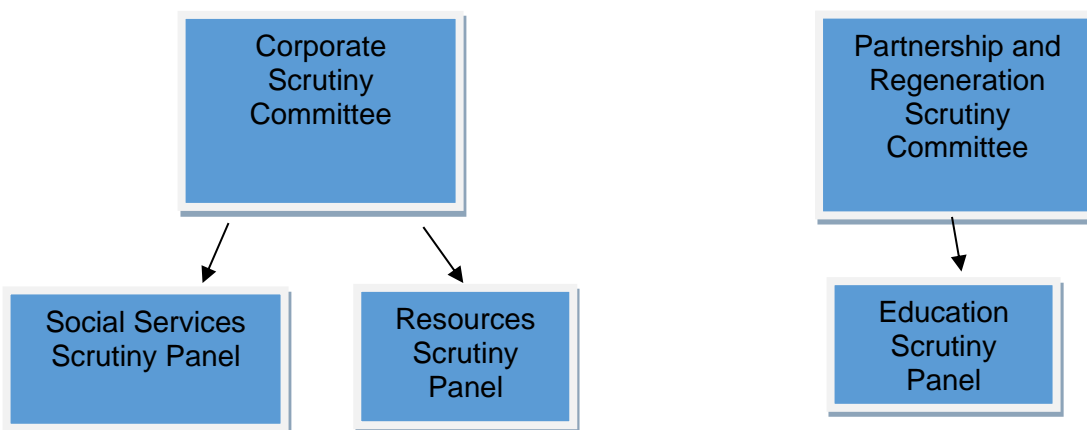 Corporate
Scrutiny
Committee
Partnership and
Regeneration
Scrutiny
Committee
Social Services
Scrutiny Panel
Resources
Scrutiny
Panel
Education
Scrutiny
Panel